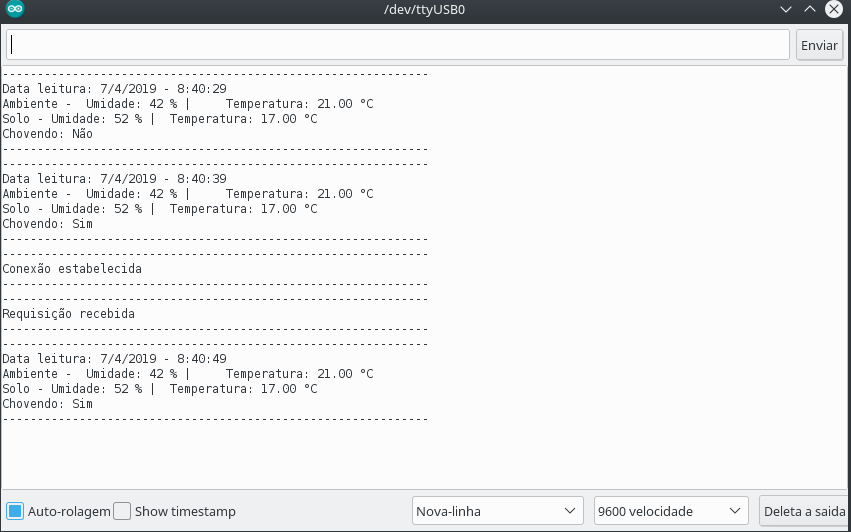 /dev/ttyUSB0
Enviar
-------------------------------------------------------------
Data leitura: 7/4/2019 - 8:40:29
Ambiente -  Umidade: 42 % |     Temperatura: 21.00 °C
Solo - Umidade: 52 % |  Temperatura: 17.00 °C
Chovendo: Não
-------------------------------------------------------------
-------------------------------------------------------------
Data leitura: 7/4/2019 - 8:40:39
Ambiente -  Umidade: 42 % |     Temperatura: 21.00 °C
Solo - Umidade: 52 % |  Temperatura: 17.00 °C
Chovendo: Sim
-------------------------------------------------------------
-------------------------------------------------------------
Conexão estabelecida
-------------------------------------------------------------
-------------------------------------------------------------
Requisição recebida
-------------------------------------------------------------
-------------------------------------------------------------
Data leitura: 7/4/2019 - 8:40:49
Ambiente -  Umidade: 42 % |     Temperatura: 21.00 °C
Solo - Umidade: 52 % |  Temperatura: 17.00 °C
Chovendo: Sim
-------------------------------------------------------------
Auto-rolagem Show timestamp Nova-linha 9600 velocidade Deleta a saida